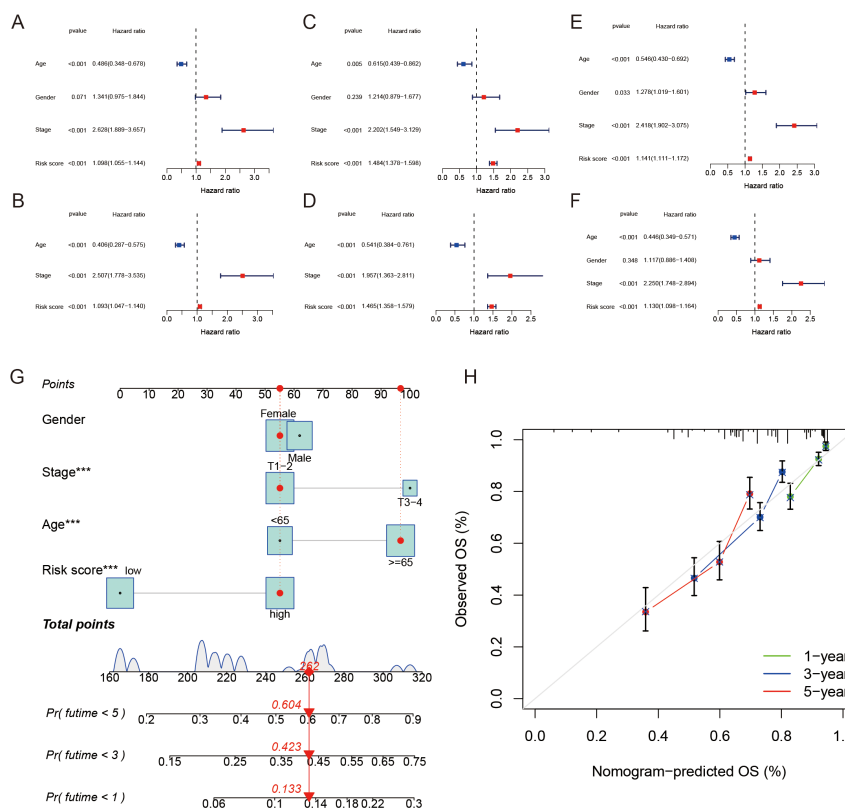 A
pvalue Hazard ratio
Age <0.001 0.486(0.348−0.678)
Gender 0.071 1.341(0.975−1.844)
Stage <0.001 2.628(1.889−3.657)
Risk score <0.001 1.098(1.055−1.144)
0.0 1.0 2.0 3.0
Hazard ratio
B
pvalue Hazard ratio
Age <0.001 0.406(0.287−0.575)
Stage <0.001 2.507(1.778−3.535)
Risk score <0.001 1.093(1.047−1.140)
0.0 1.0 2.0 3.0
Hazard ratio
C
pvalue Hazard ratio
Age 0.005 0.615(0.439−0.862)
Gender 0.239 1.214(0.879−1.677)
Stage <0.001 2.202(1.549−3.129)
Risk score <0.001 1.484(1.378−1.598)
0.0 0.5 1.0 1.5 2.0 2.5 3.0
Hazard ratio
D
pvalue Hazard ratio
Age <0.001 0.541(0.384−0.761)
Stage <0.001 1.957(1.363−2.811)
Risk score <0.001 1.465(1.358−1.579)
0.0 0.5 1.0 1.5 2.0 2.5
Hazard ratio
E
pvalue Hazard ratio
Age <0.001 0.546(0.430−0.692)
Gender 0.033 1.278(1.019−1.601)
Stage <0.001 2.418(1.902−3.075)
Risk score <0.001 1.141(1.111−1.172)
0.0 0.5 1.0 1.5 2.0 2.5 3.0
Hazard ratio
F
pvalue Hazard ratio
Age <0.001 0.446(0.349−0.571)
Gender 0.348 1.117(0.886−1.408)
Stage <0.001 2.250(1.748−2.894)
Risk score <0.001 1.130(1.098−1.164)
0.0 0.5 1.0 1.5 2.0 2.5
Hazard ratio
G
Points
0 10 20 30 40 50 60 70 80 90 100
Gender
Female
Male
Stage***
T1−2
T3−4
Age***
<65
>=65
Risk score***
low
high
Total points
262
160 180 200 220 240 260 280 300 320
0.604
Pr( futime < 5 )
0.2 0.3 0.4 0.5 0.6 0.7 0.8 0.9
0.423
Pr( futime < 3 )
0.15 0.25 0.35 0.45 0.55 0.65 0.75
0.133
Pr( futime < 1 )
0.06 0.1 0.14 0.18 0.22 0.3
H
Observed OS (%)
1.0
0.8
0.6
0.4
0.2
0.0
1−year
3−year
5−year
0.0 0.2 0.4 0.6 0.8 1.
Nomogram−predicted OS (%)